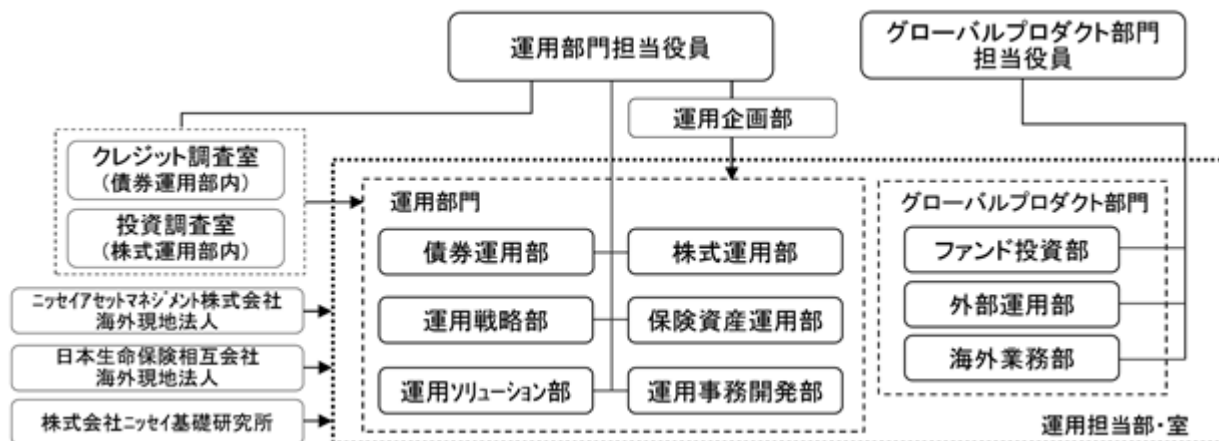 運用部門担当役員
グローバルプロダクト部門
担当役員
運用企画部
クレジット調査室
(債券運用部内)
投資調査室
(株式運用部内)
運用部門
グローバルプロダクト部門
債券運用部
株式運用部
ファンド投資部
運用戦略部
保険資産運用部
外部運用部
運用ソリューション部
運用事務開発部
海外業務部
ニッセイアセットマネジメント株式会社
海外現地法人
日本生命保険相互会社
海外現地法人
株式会社ニッセイ基礎研究所
運用担当部・室